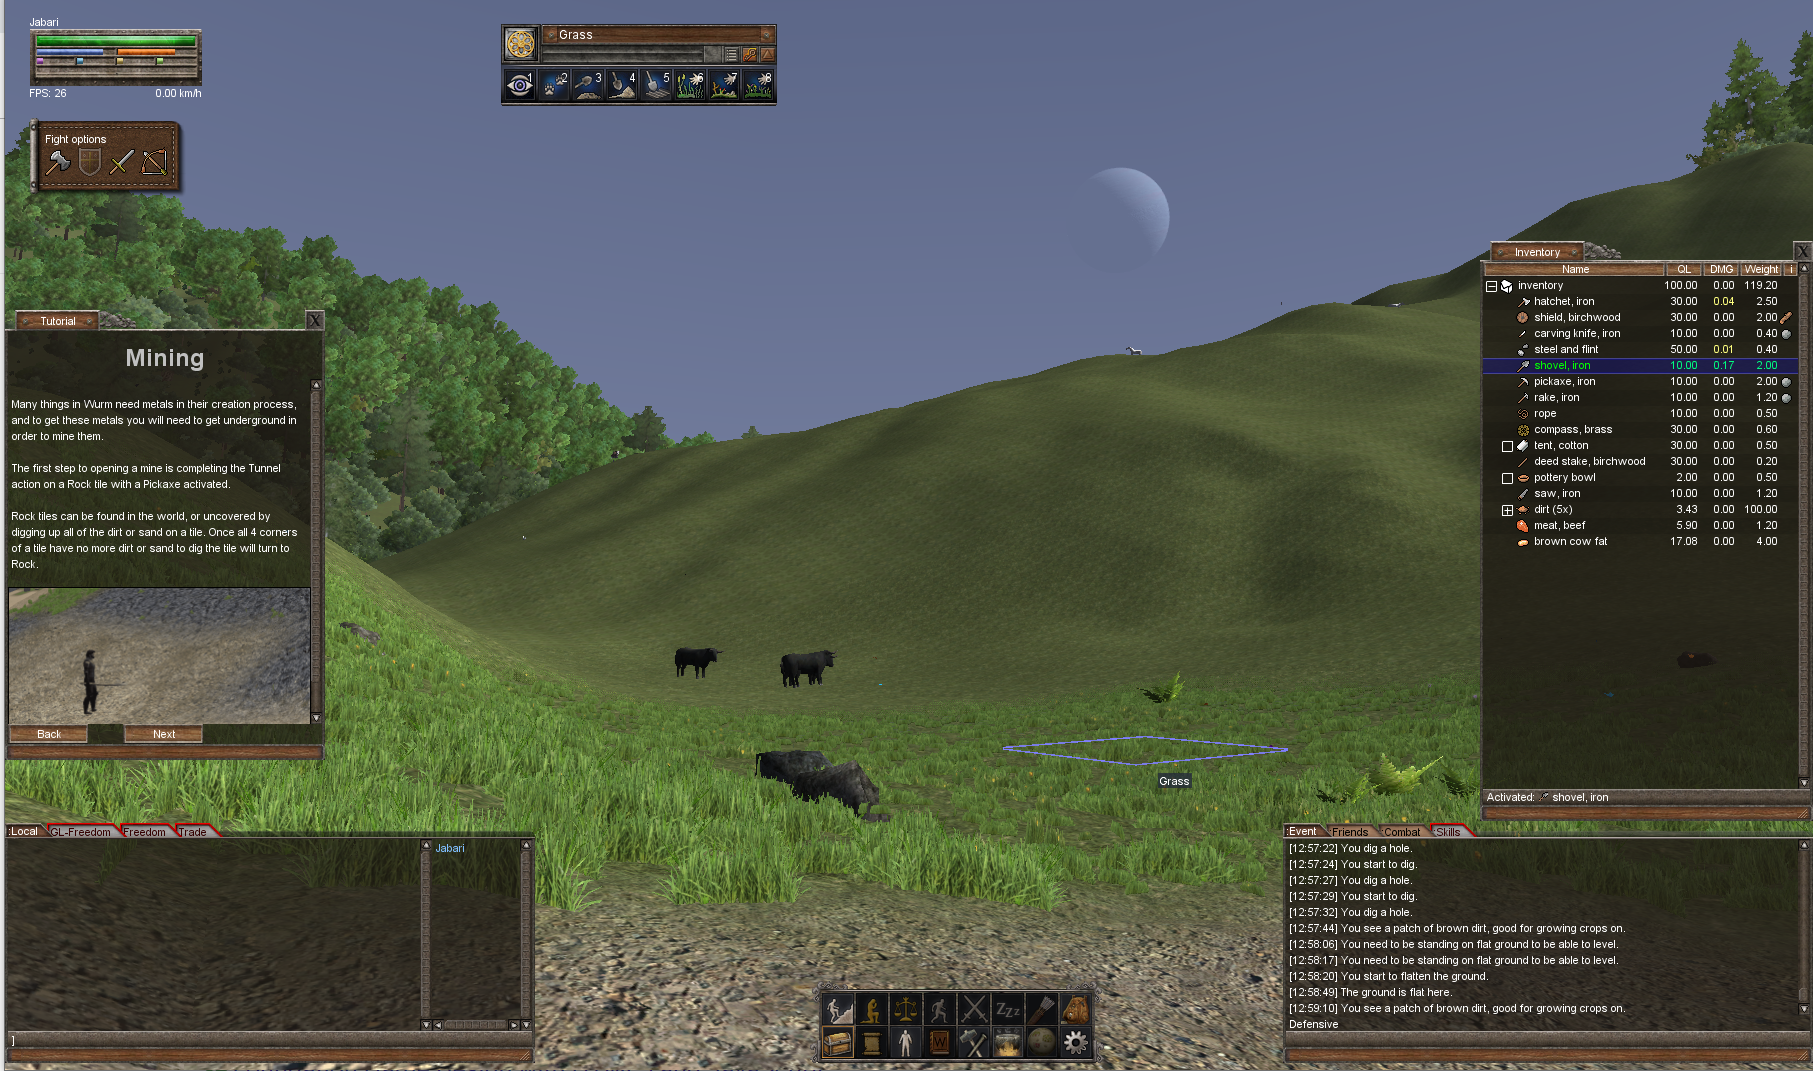 Jabari
FPS: 26
0.00 km/h
Fight options
Grass
1 2 3 4 5 6 7 8
Tutorial
X
Mining
Many things in Wurm need metals in their creation process,
and to get these metals you will need to get underground in
order to mine them.
The first step to opening a mine is completing the Tunnel
action on a Rock tile with a Pickaxe activated.
Rock tiles can be found in the world, or uncovered by
digging up all of the dirt or sand on a tile. Once all 4 corners
of a tile have no more dirt or sand to dig the tile will turn to
Rock.
Back Next
Grass
Inventory
X
Name QL DMG Weight i
inventory 100.00 0.00 119.20
hatchet, iron 30.00 0.04 2.50
shield, birchwood 30.00 0.00 2.00
carving knife, iron 10.00 0.00 0.40
steel and flint 50.00 0.01 0.40
shovel, iron 10.00 0.17 2.00
pickaxe, iron 10.00 0.00 2.00
rake, iron 10.00 0.00 1.20
rope 10.00 0.00 0.50
compass, brass 30.00 0.00 0.60
tent, cotton 30.00 0.00 0.50
deed stake, birchwood 30.00 0.00 0.20
pottery bowl 2.00 0.00 0.50
saw, iron 10.00 0.00 1.20
dirt (5x) 3.43 0.00 100.00
meat, beef 5.90 0.00 1.20
brown cow fat 17.08 0.00 4.00
Activated: shovel, iron
:Local GL-Freedom Freedom Trade
Jabari
]
:Event :Friends :Combat :Skills
[12:57:22] You dig a hole.
[12:57:24] You start to dig.
[12:57:27] You dig a hole.
[12:57:29] You start to dig.
[12:57:32] You dig a hole.
[12:57:44] You see a patch of brown dirt, good for growing crops on.
[12:58:06] You need to be standing on flat ground to be able to level.
[12:58:17] You need to be standing on flat ground to be able to level.
[12:58:20] You start to flatten the ground.
[12:58:49] The ground is flat here.
[12:59:10] You see a patch of brown dirt, good for growing crops on.
Defensive
ZZZ
W